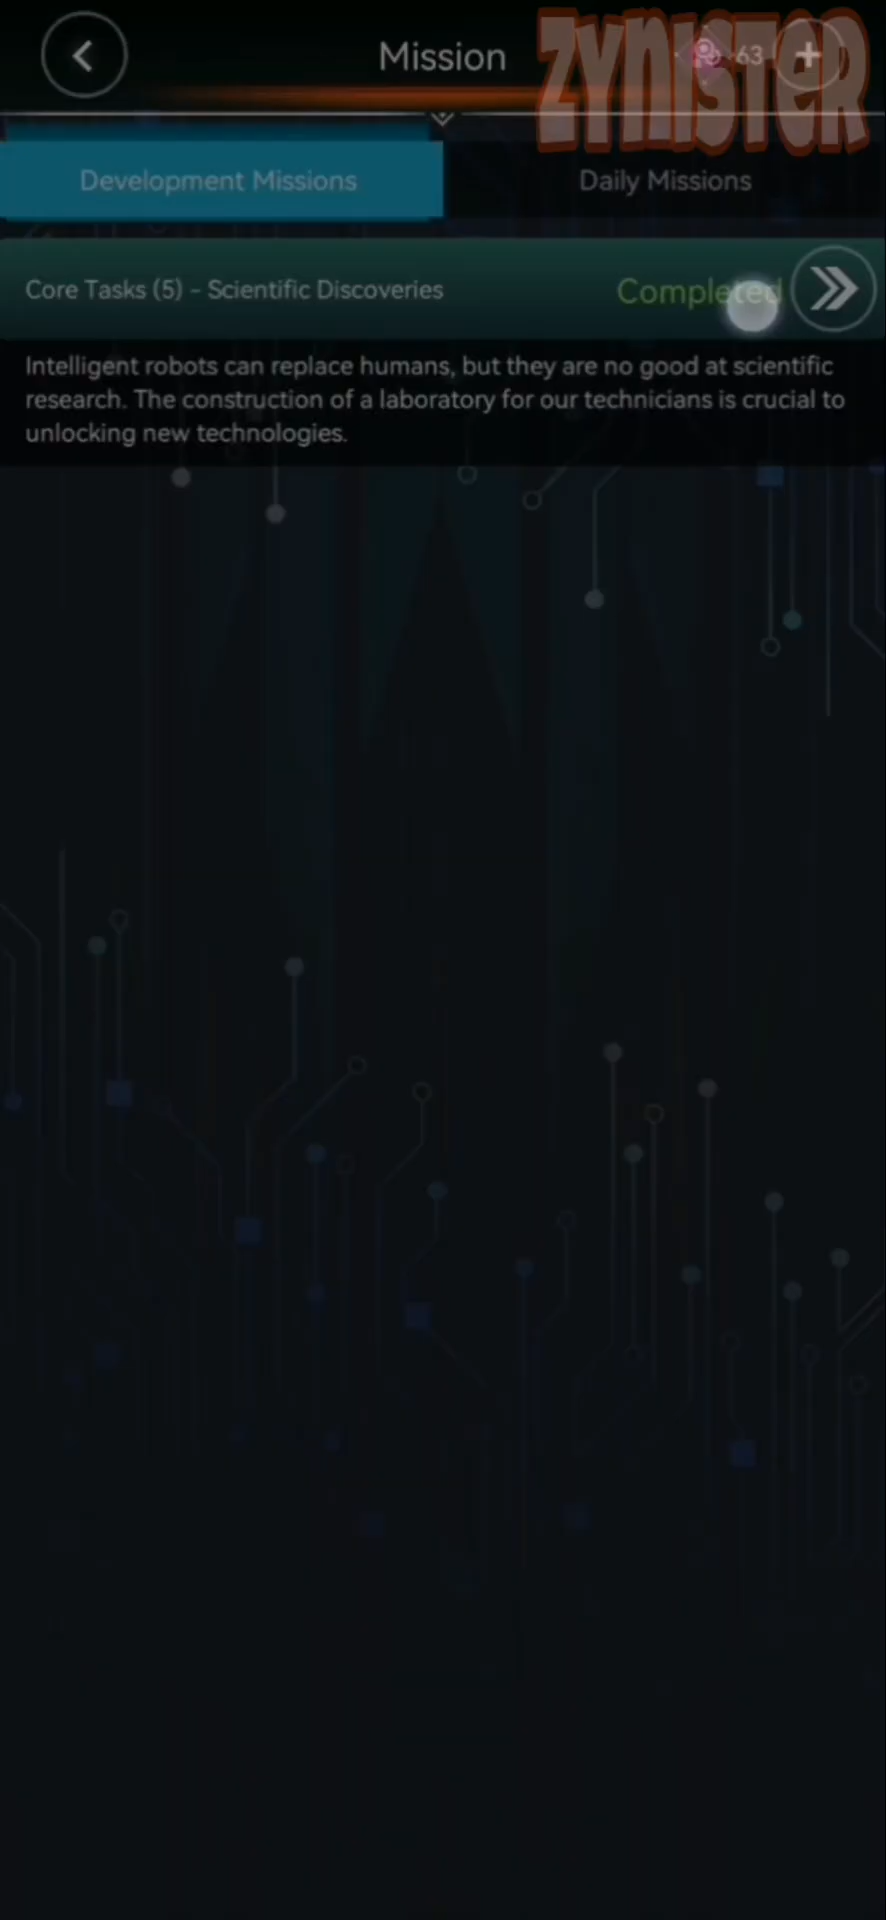 Mission
63
ZYNISTER
Development Missions
Daily Missions
Core Tasks (5) - Scientific Discoveries
Completed
Intelligent robots can replace humans, but they are no good at scientific
research. The construction of a laboratory for our technicians is crucial to
unlocking new technologies.